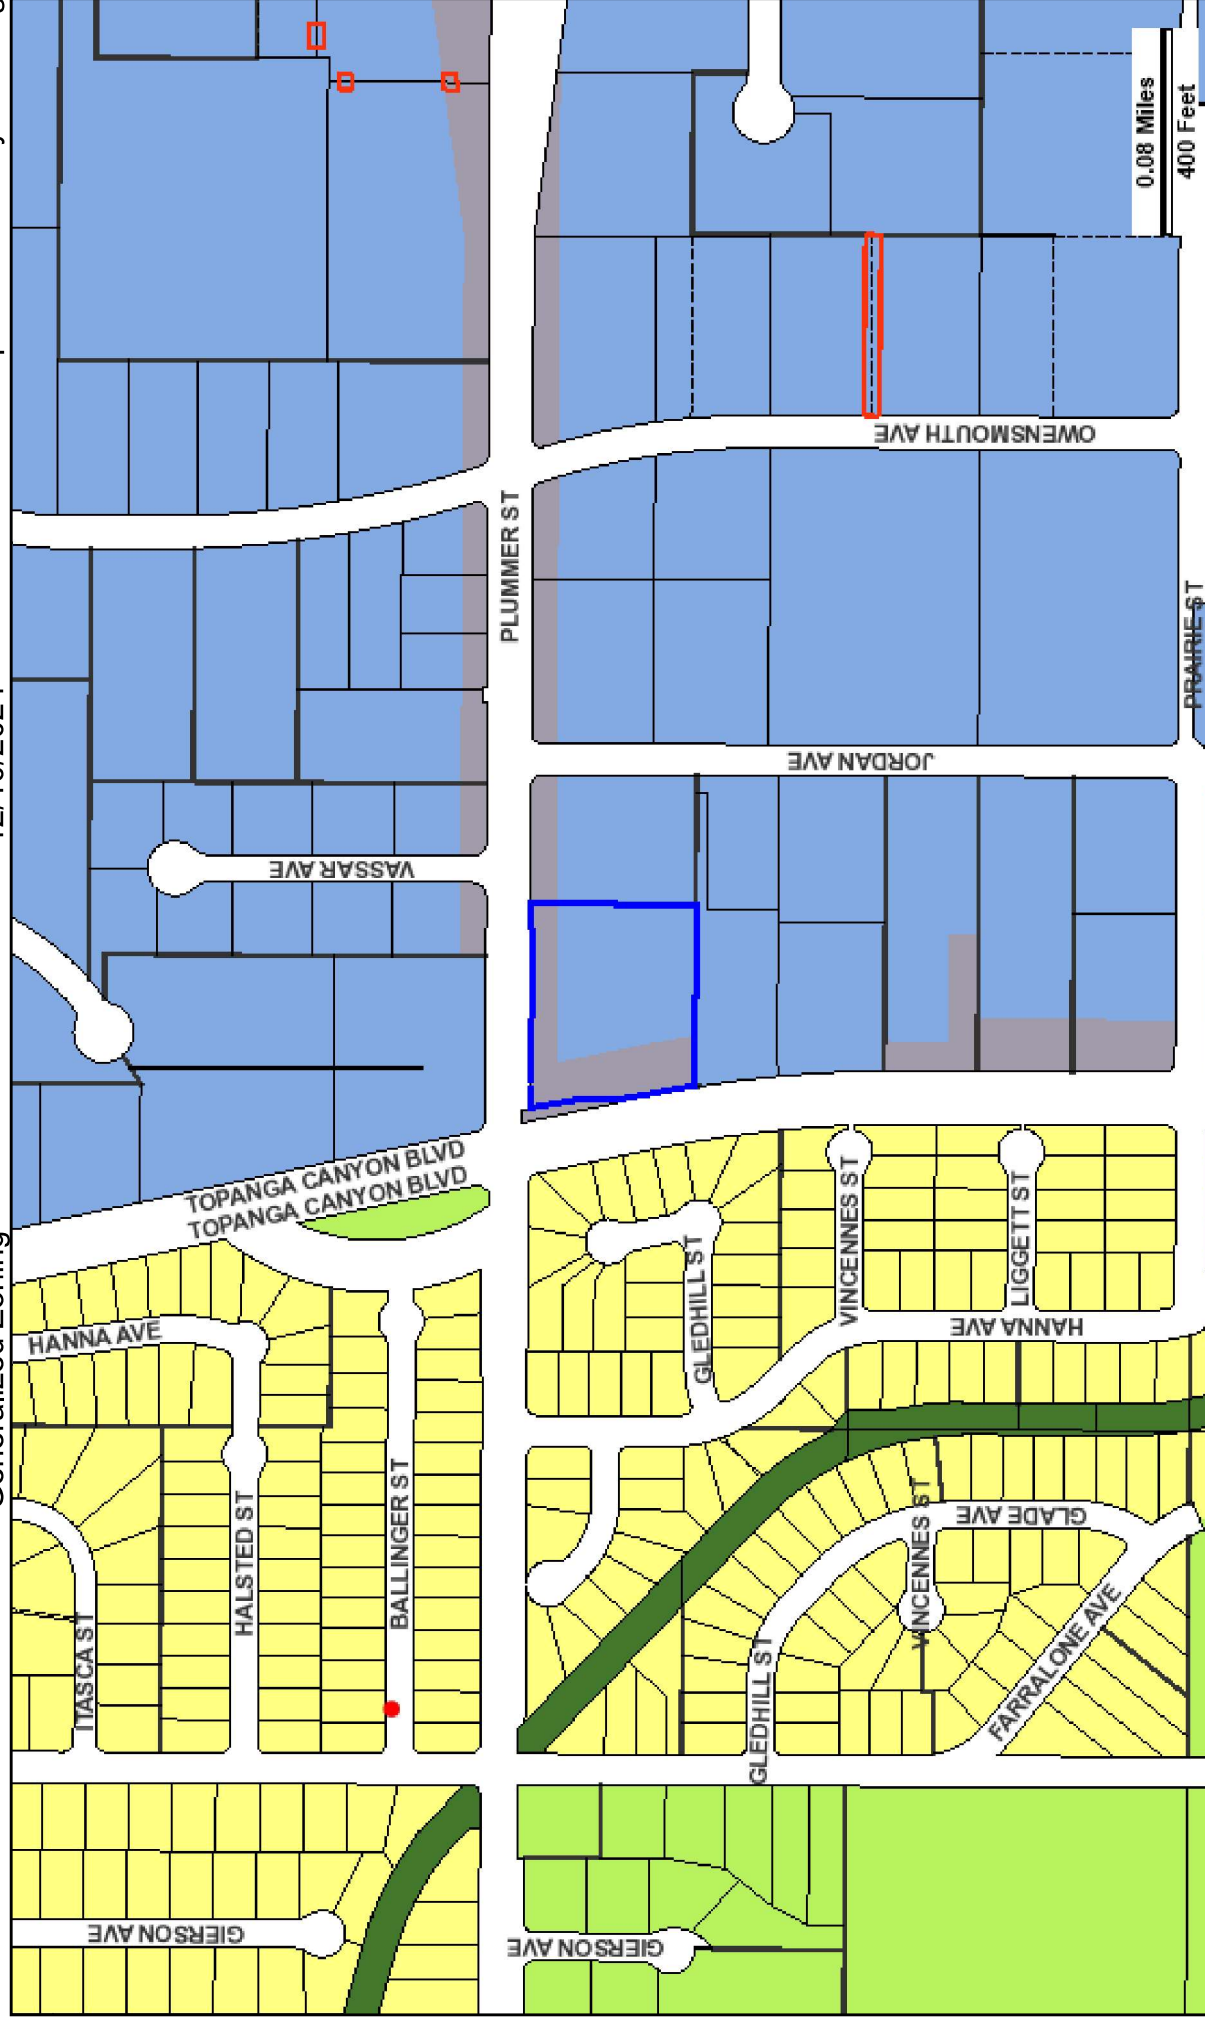 0.08 Miles
400 Feet
OWENSMOUTH AVE
PLUMMER ST
PRAIRIE ST
JORDAN AVE
VASSAR AVE
TOPANGA CANYON BLVD
TOPANGA CANYON BLVD
VINCENNES ST
LIGGETT ST
GLEDHILL ST
HANNA AVE
HANNA AVE
HALSTED ST
BALLINGER ST
VINCENNES ST
GLADE AVE
ITASCA ST
GLEDHILL ST
FARRALONE AVE
GIERSON AVE
GIERSON AVE